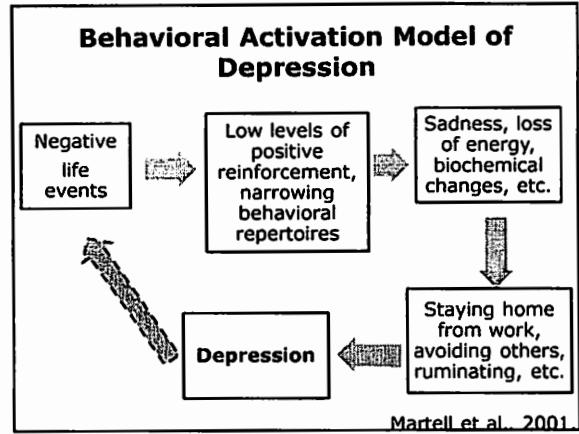 Behavioral Activation Model of
Depression
Negative
life
events
Low levels of
positive
reinforcement,
narrowing
behavioral
repertoires
Sadness, loss
of energy,
biochemical
changes, etc.
Staying home
from work,
avoiding others,
ruminating, etc.
Depression
Martell et al., 2001.